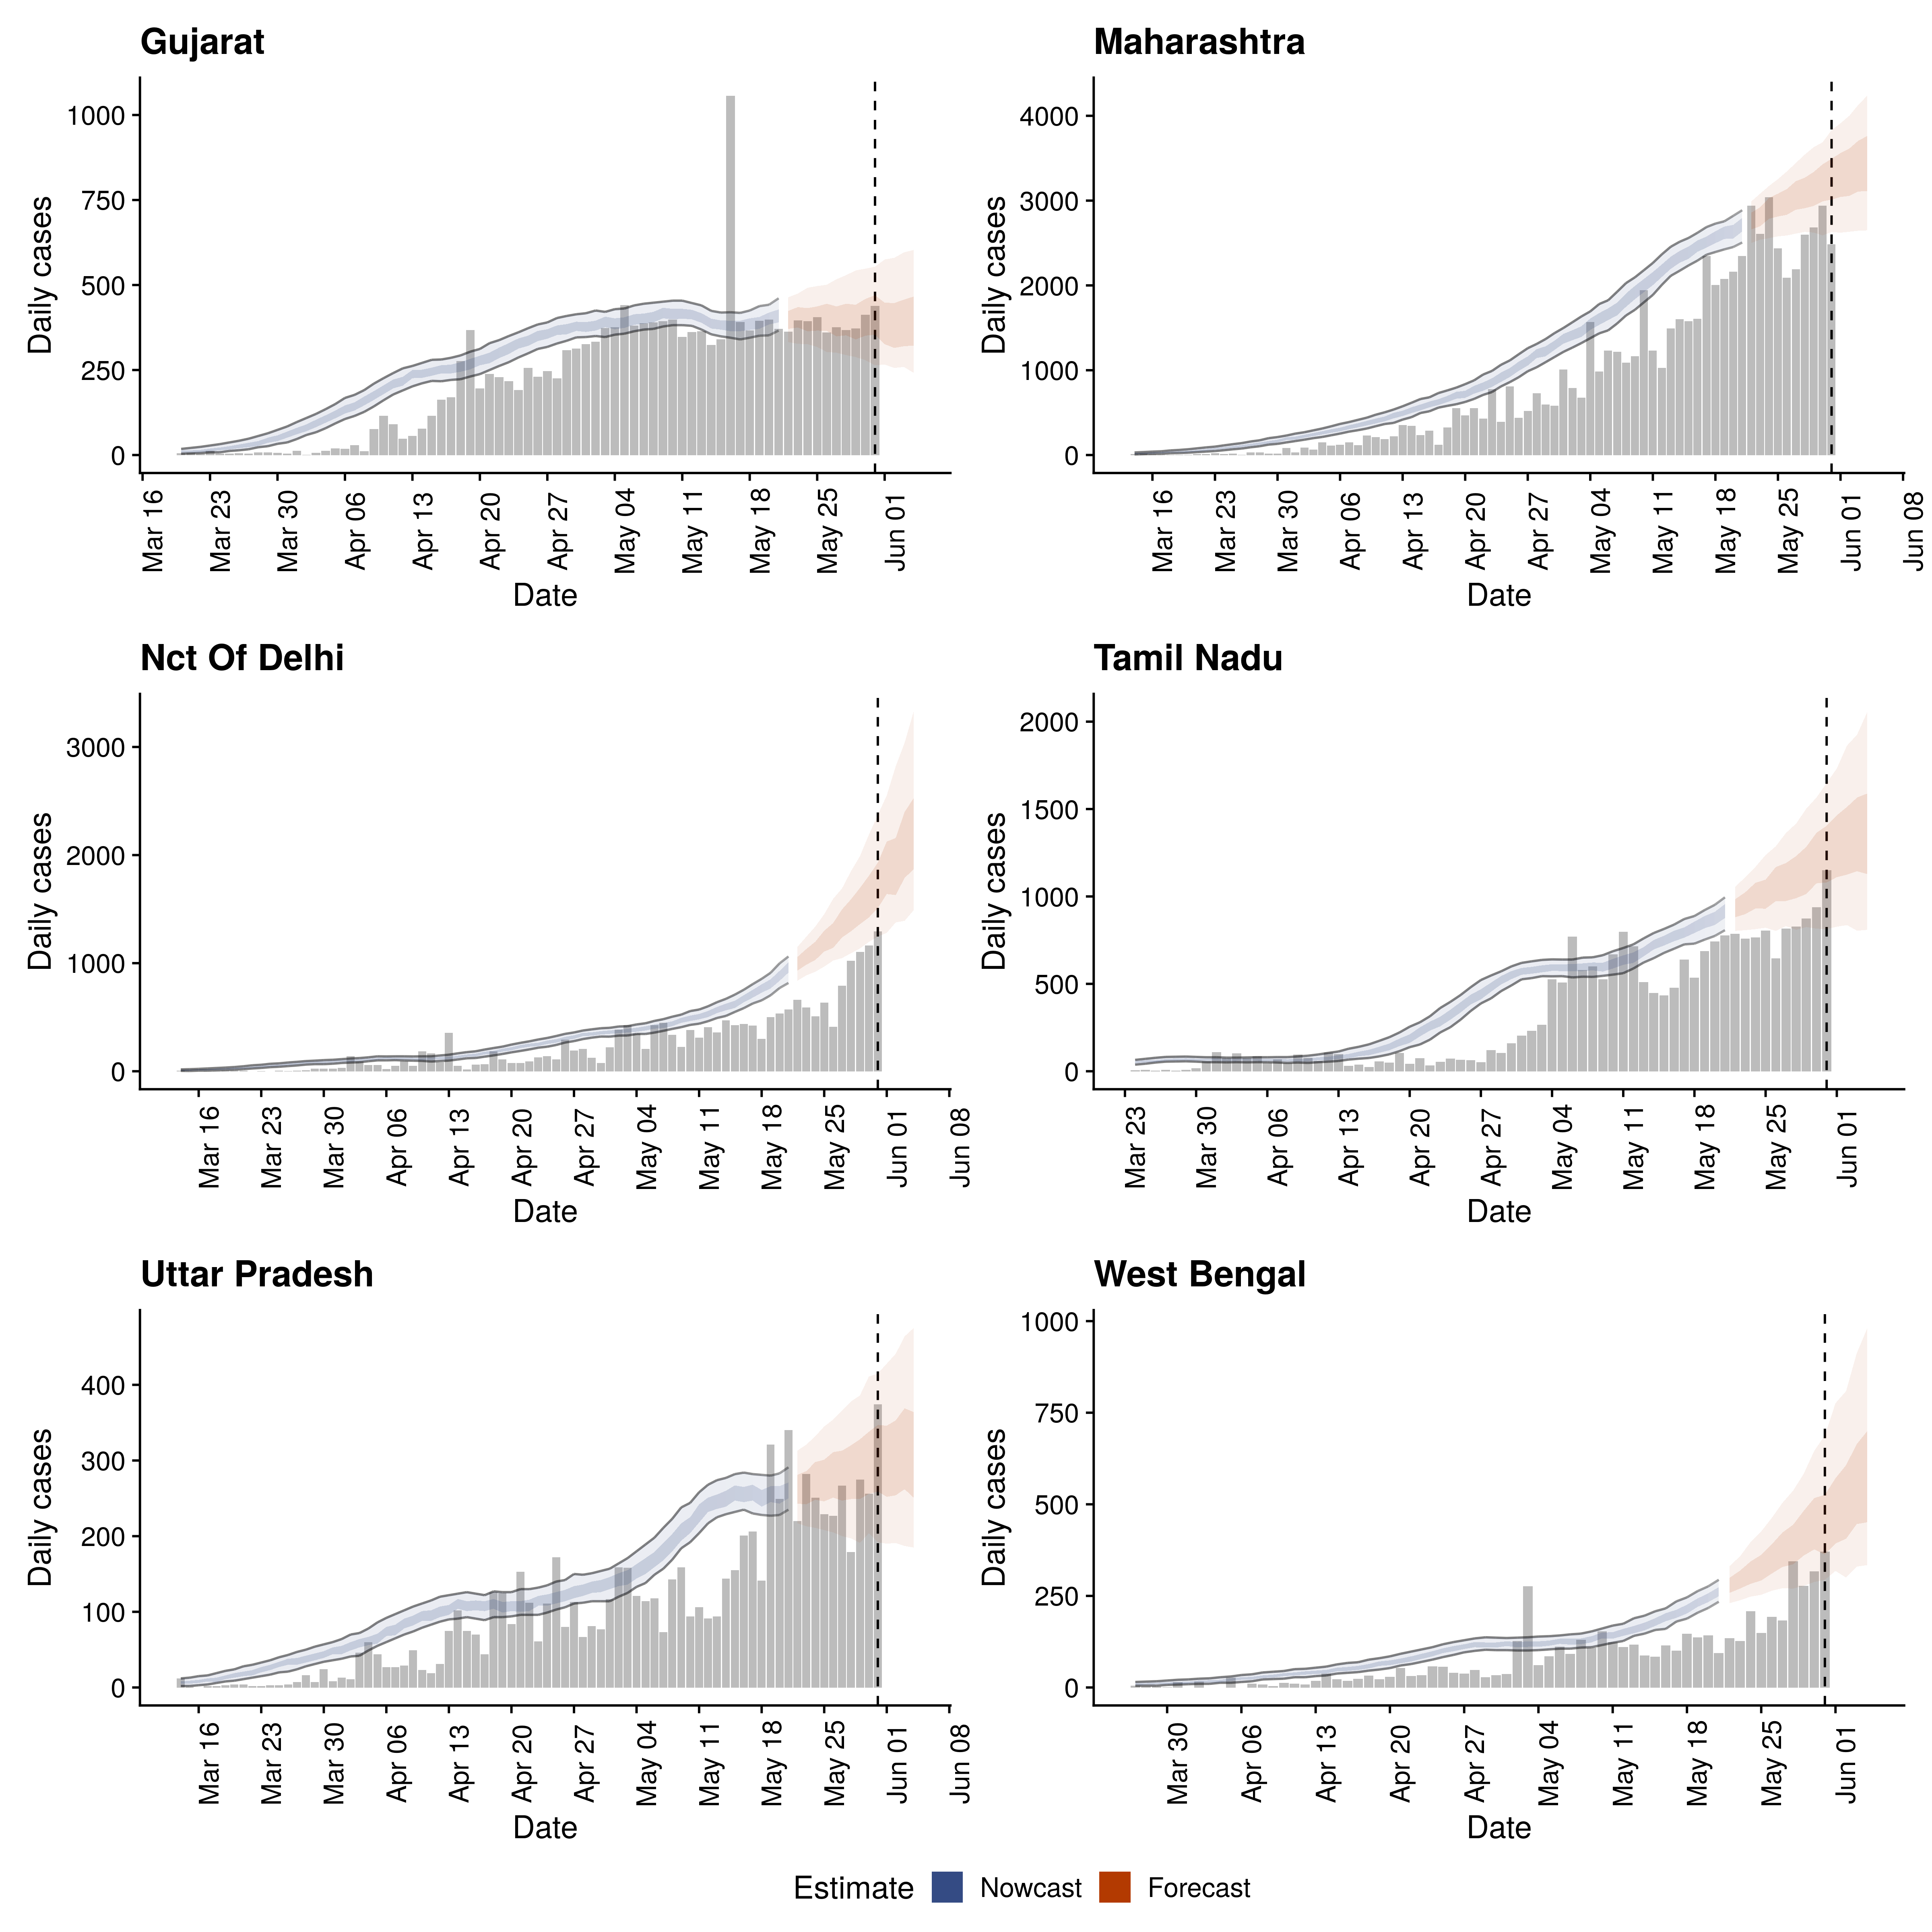 Gujarat
Daily cases
1000
750
500
250
0
Mar 16
Mar 23
Mar 30
Apr 06
Apr 13
Apr 20
Apr 27
May 04
May 11
May 18
May 25
Jun 01
Date
Maharashtra
Daily cases
4000
3000
2000
1000
0
Mar 16
Mar 23
Mar 30
Apr 06
Apr 13
Apr 20
Apr 27
May 04
May 11
May 18
May 25
Jun 01
Jun 08
Date
Nct Of Delhi
Daily cases
3000
2000
1000
0
Mar 16
Mar 23
Mar 30
Apr 06
Apr 13
Apr 20
Apr 27
May 04
May 11
May 18
May 25
Jun 01
Jun 08
Date
Tamil Nadu
Daily cases
2000
1500
1000
500
0
Mar 23
Mar 30
Apr 06
Apr 13
Apr 20
Apr 27
May 04
May 11
May 18
May 25
Jun 01
Date
Uttar Pradesh
Daily cases
400
300
200
100
0
Mar 16
Mar 23
Mar 30
Apr 06
Apr 13
Apr 20
Apr 27
May 04
May 11
May 18
May 25
Jun 01
Jun 08
Date
West Bengal
Daily cases
1000
750
500
250
0
Mar 30
Apr 06
Apr 13
Apr 20
Apr 27
May 04
May 11
May 18
May 25
Jun 01
Date
Estimate Nowcast Forecast